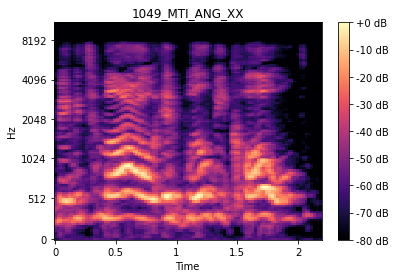 1049_MTI_ANG_XX
8192
4096
2048
1024
512
0
Hz
0
0.5
1
1.5
2
Time
+0 dB
-10 dB
-20 dB
-30 dB
-40 dB
-50 dB
-60 dB
-70 dB
-80 dB